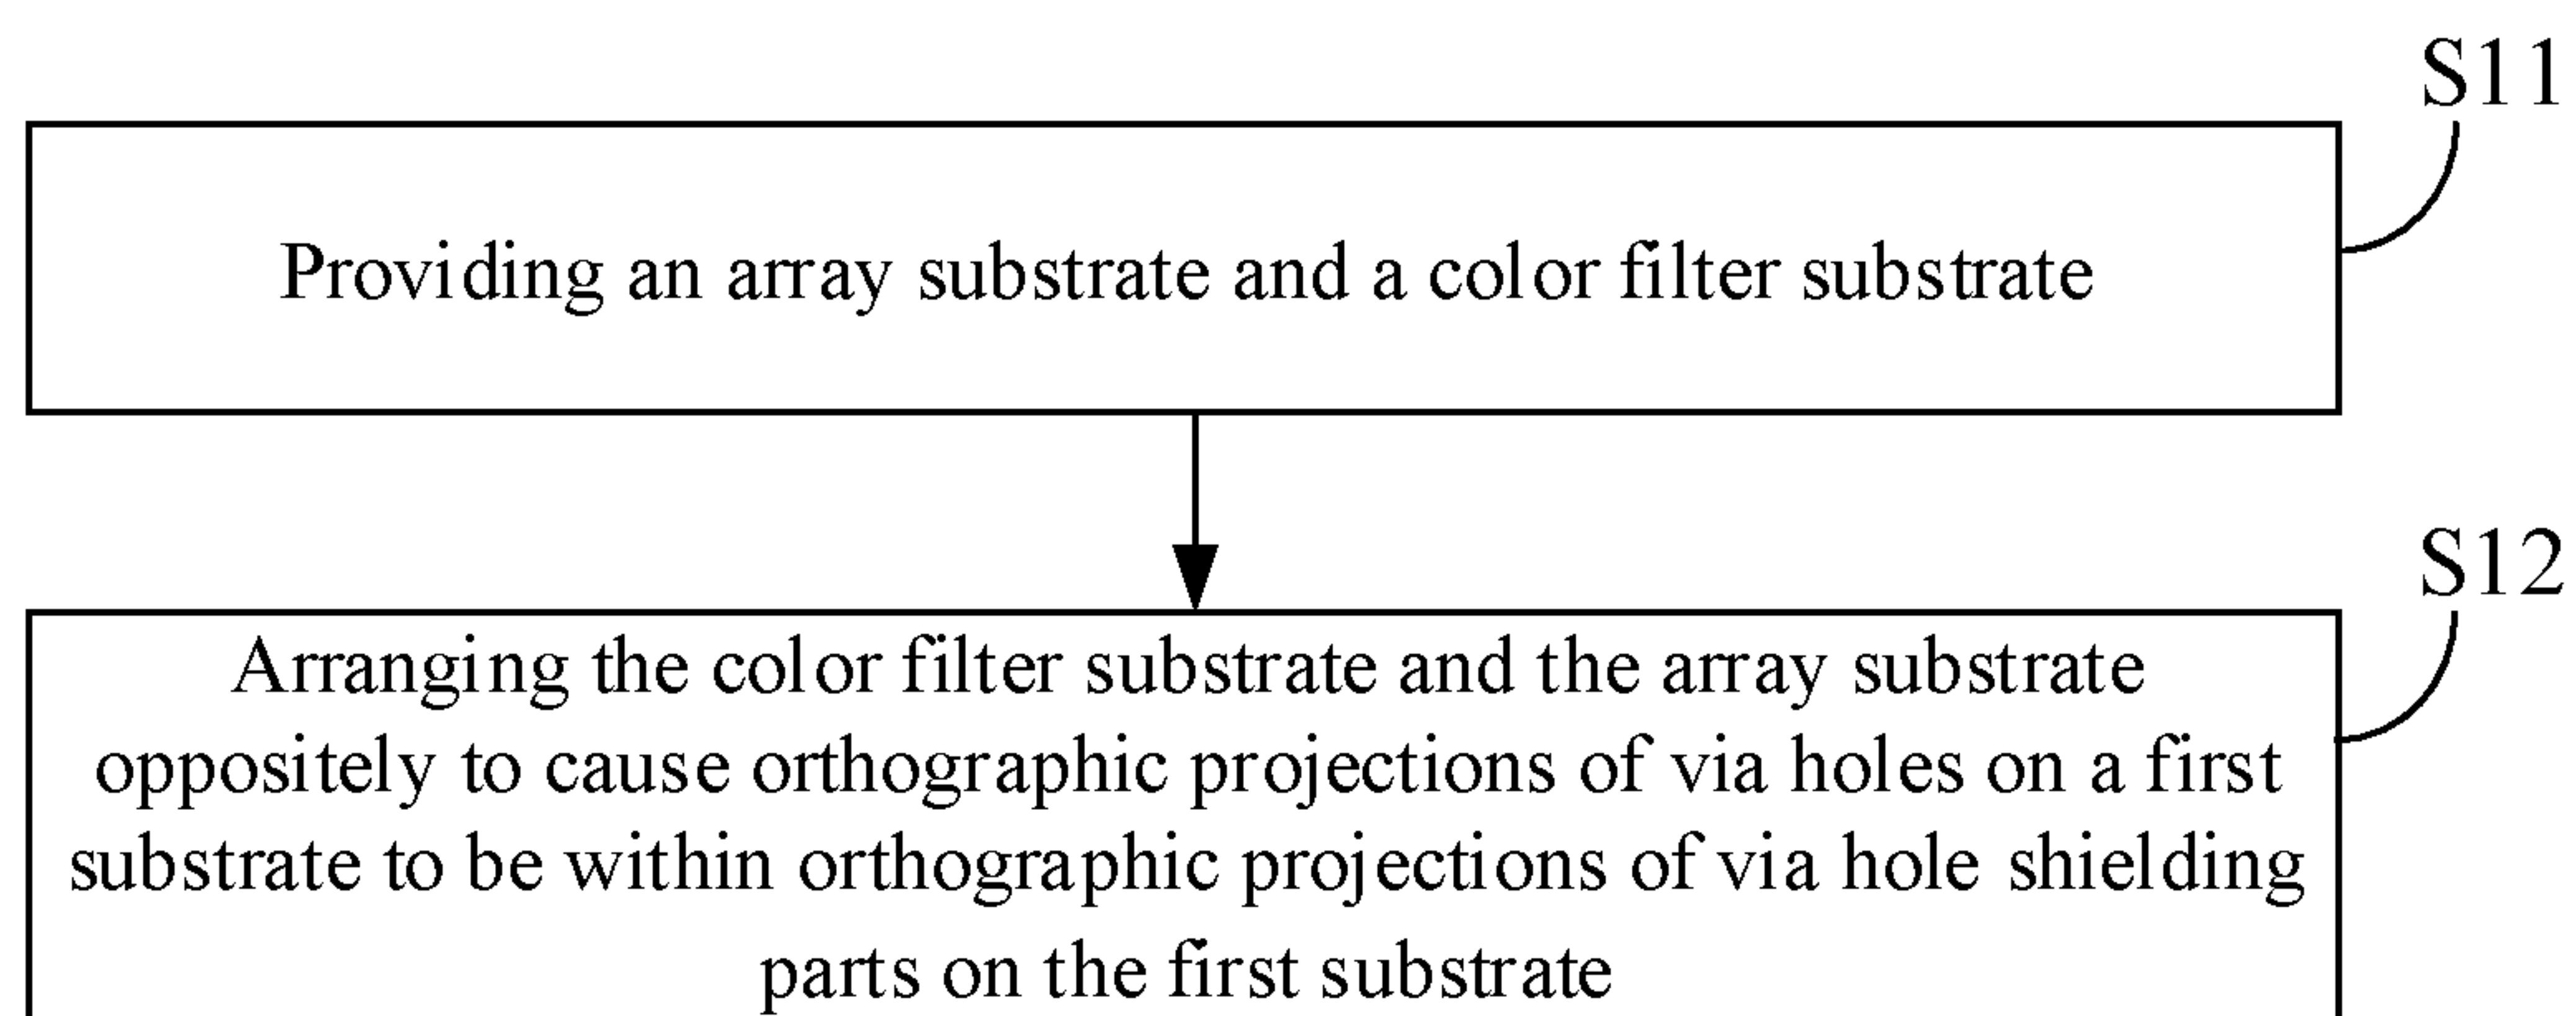 S11
Providing an array substrate and a color filter substrate
S12
Arranging the color filter substrate and the array substrate
oppositely to cause orthographic projections of via holes on a first
substrate to be within orthographic projections of via hole shielding
parts on the first substrate